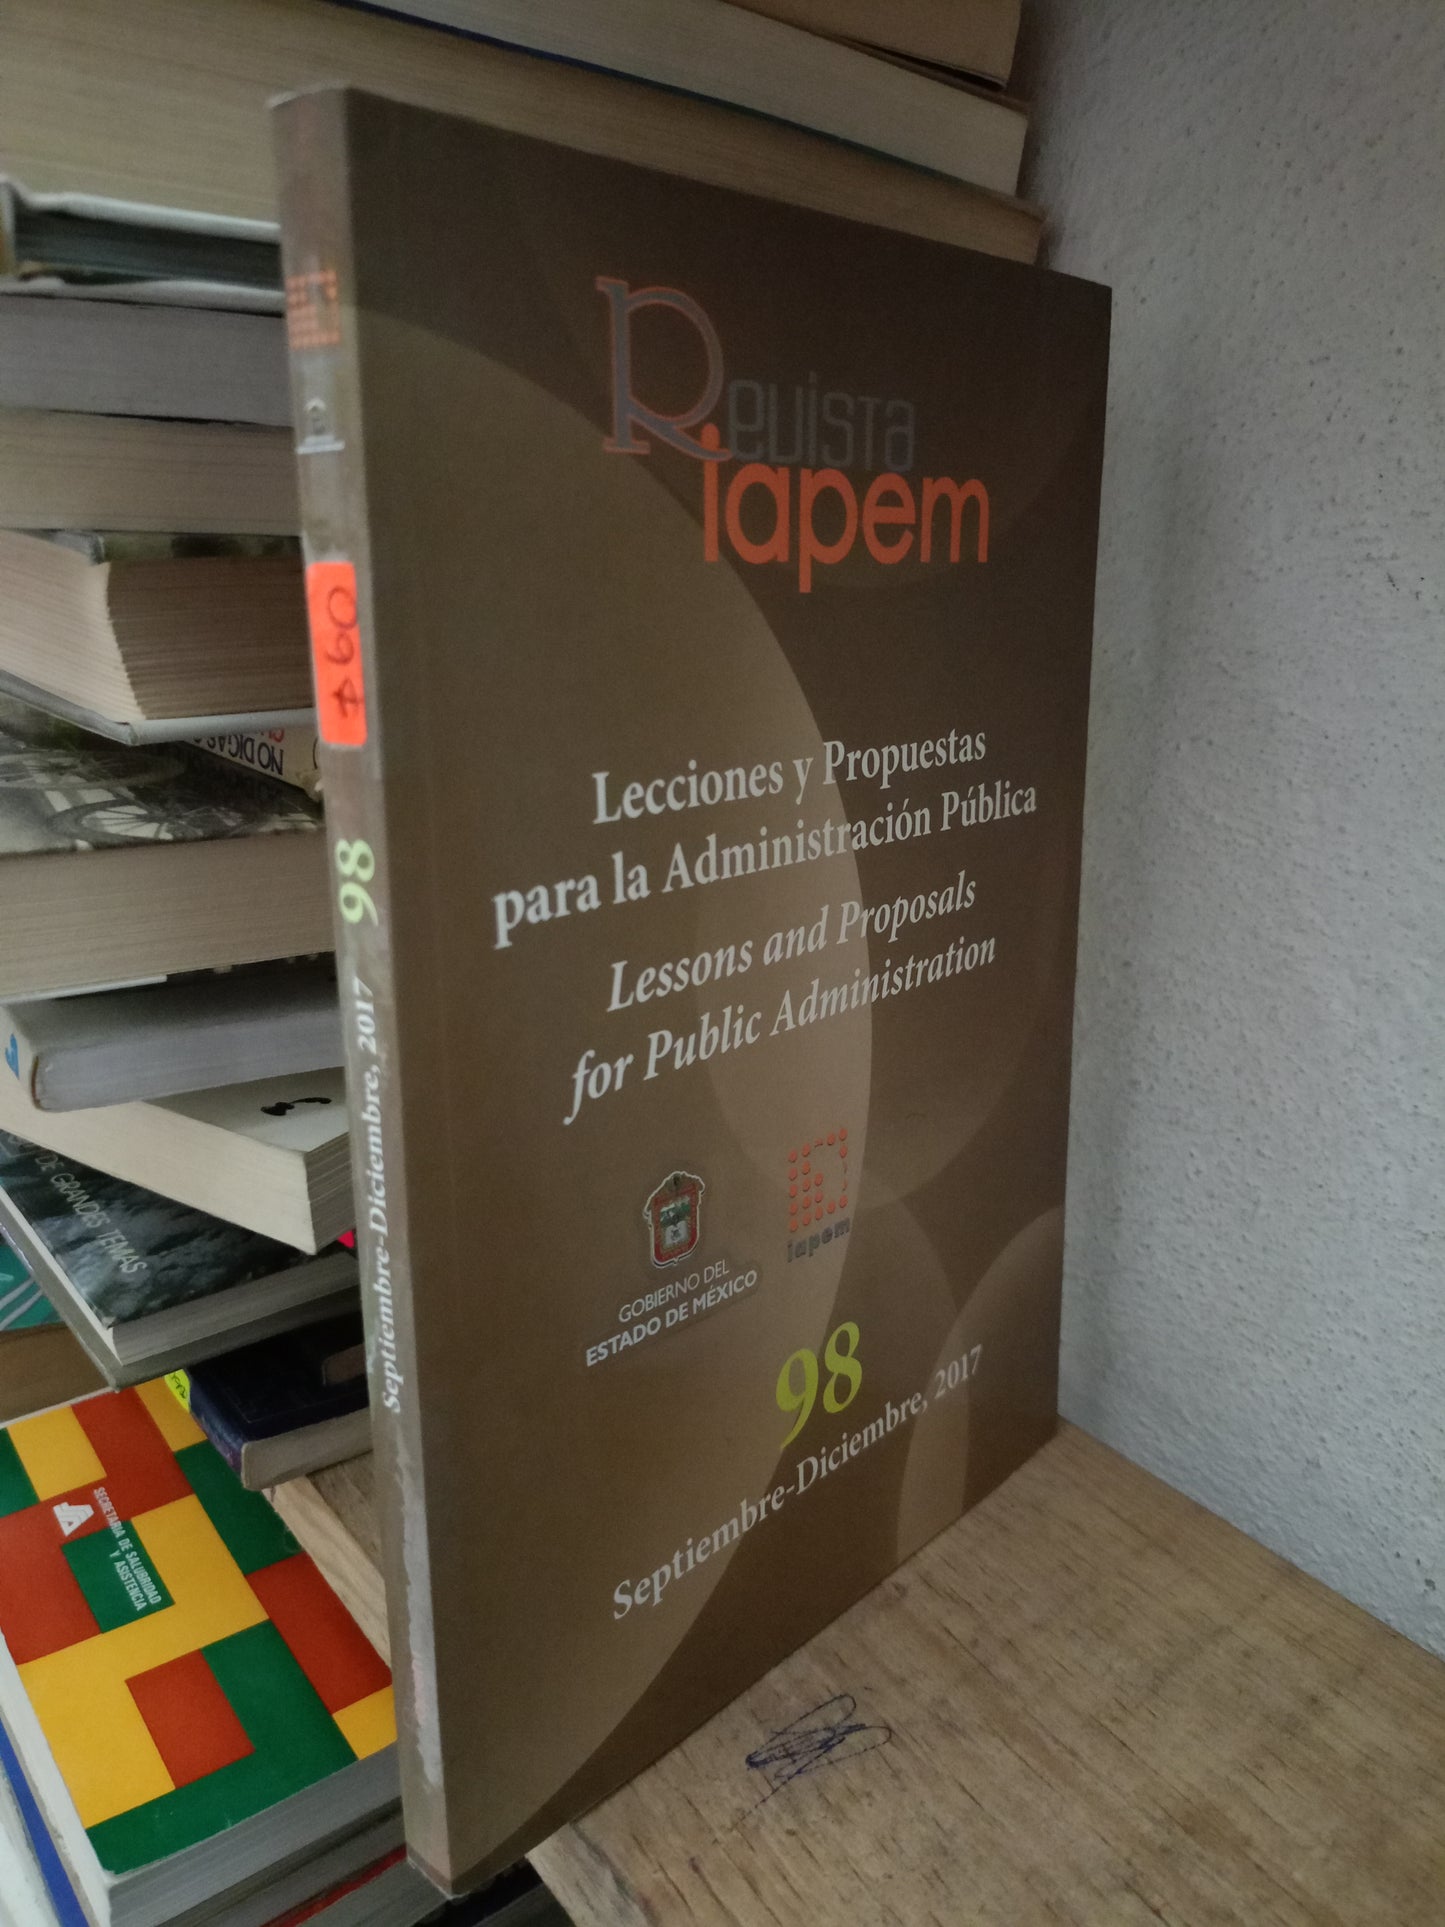 Revista
iapem
Lecciones y Propuestas
para la Administración Pública
Lessons and Proposals
for Public Administration
iapem
GOBIERNO DEL
ESTADO DE MÉXICO
98
Septiembre-Diciembre, 2017
98
Septiembre-Diciembre, 2017
NO DIGAS
DE GRANDES TEMAS
SECRETARIA DE SALUBRIDAD
Y ASISTENCIA